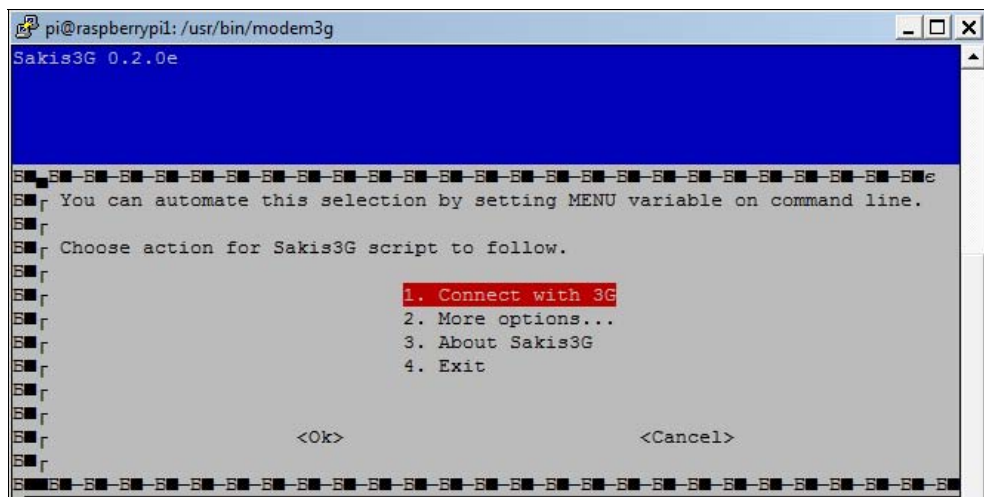 pi@raspberrypi1: /usr/bin/modem3g
Sakis3G 0.2.0e
You can automate this selection by setting MENU variable on command line.
Choose action for Sakis3G script to follow.
1. Connect with 3G
2. More options...
3. About Sakis3G
4. Exit
<Ok> <Cancel>